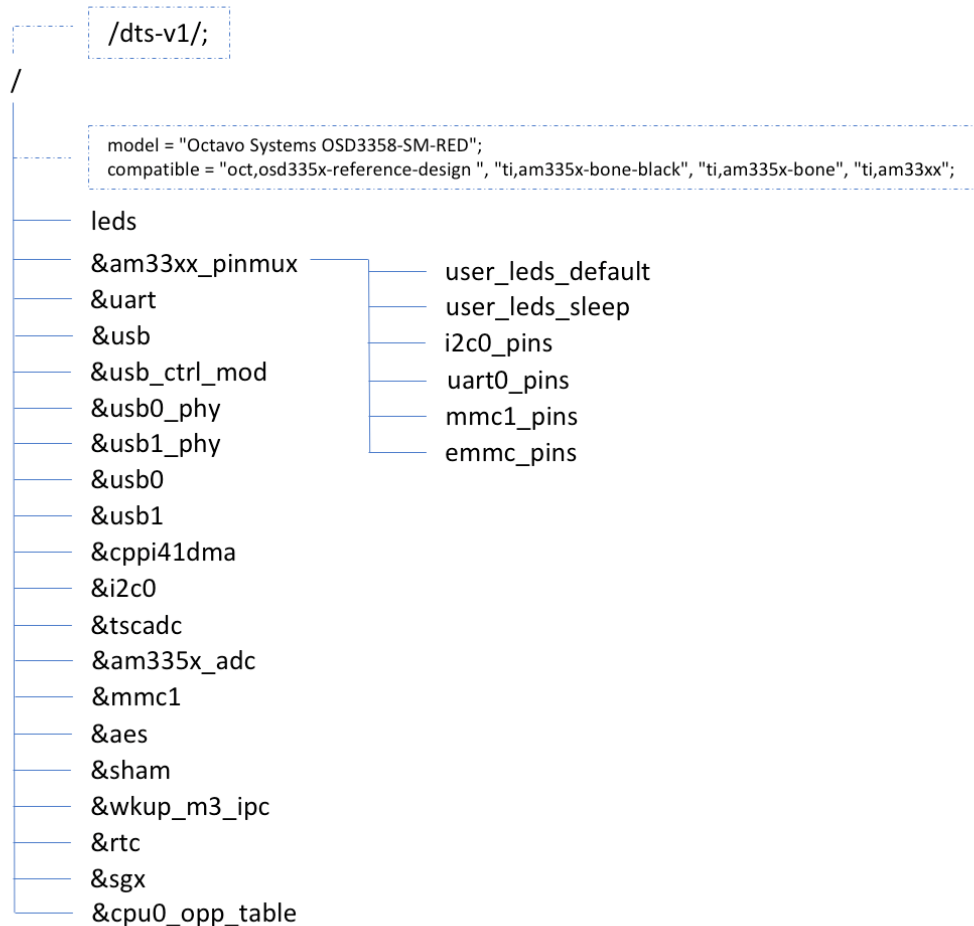 /dts-v1/;
/
model = "Octavo Systems OSD3358-SM-RED";
compatible = "oct,osd335x-reference-design ", "ti,am335x-bone-black", "ti,am335x-bone", "ti,am33xx";
leds
&am33xx_pinmux
user_leds_default
user_leds_sleep
i2c0_pins
uart0_pins
mmc1_pins
emmc_pins
&uart
&usb
&usb_ctrl_mod
&usb0_phy
&usb1_phy
&usb0
&usb1
&cppi41dma
&i2c0
&tscadc
&am335x_adc
&mmc1
&aes
&sham
&wkup_m3_ipc
&rtc
&sgx
&cpu0_opp_table